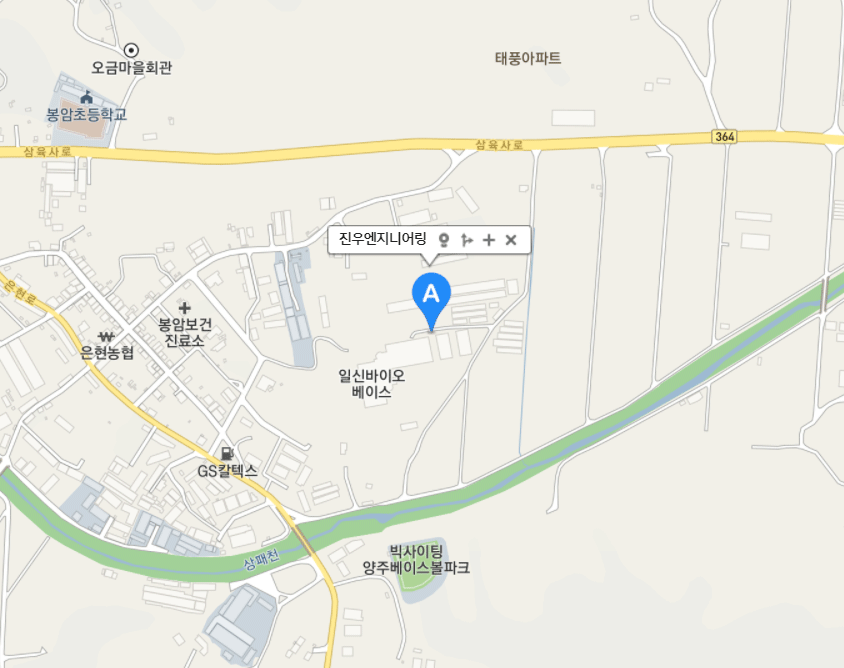 태풍아파트
오금마을회관
봉암초등학교
364
삼육사로
삼육사로
진우엔지니어링
은현로
A
봉암보건
진료소
은현농협
일신바이오
베이스
GS칼텍스
상패천
빅사이팅
양주베이스볼파크